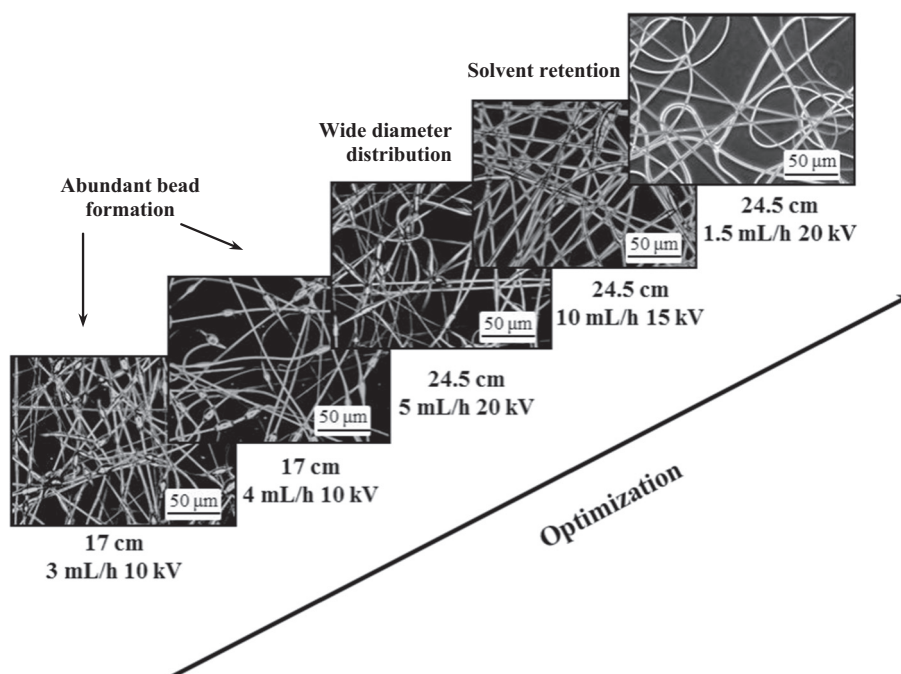 Solvent retention
50 μm
24.5 cm
1.5 mL/h 20 kV
Wide diameter
distribution
50 μm
24.5 cm
10 mL/h 15 kV
Abundant bead
formation
50 μm
24.5 cm
5 mL/h 20 kV
50 μm
17 cm
4 mL/h 10 kV
50 μm
17 cm
3 mL/h 10 kV
Optimization